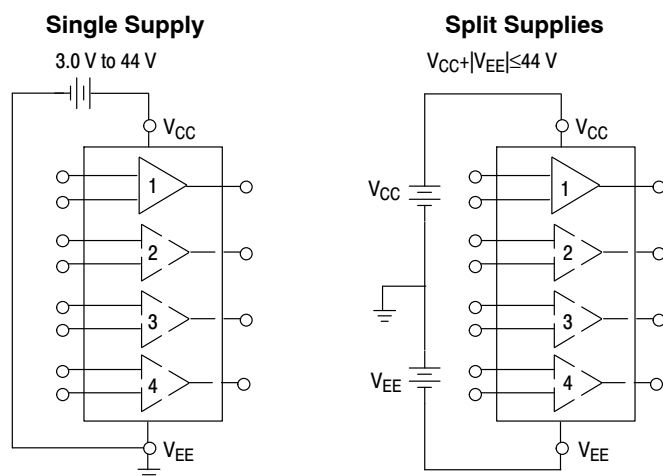 Single Supply
3.0 V to 44 V
VCC
1
2
3
4
VEE
Split Supplies
VCC+|VEE|≤44 V
VCC
VCC
1
2
3
VEE
4
VEE